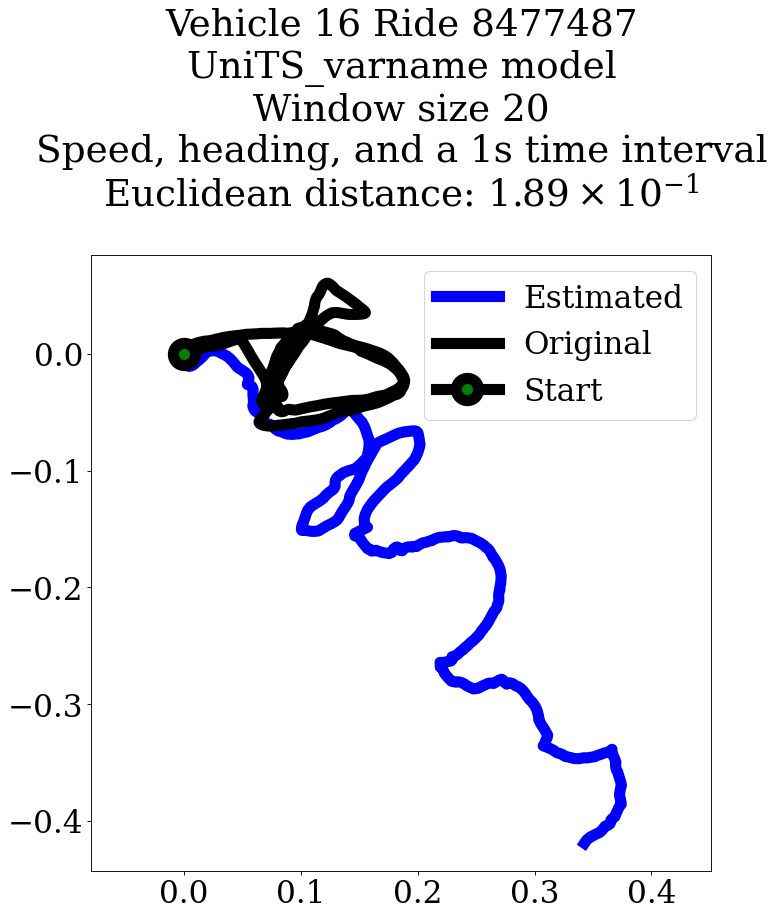 Vehicle 16 Ride 8477487
UniTS_varname model
Window size 20
Speed, heading, and a 1s time interval
Euclidean distance: 1.89 × 10⁻¹
Estimated
Original
Start
0.0
−0.1
−0.2
−0.3
−0.4
0.0 0.1 0.2 0.3 0.4